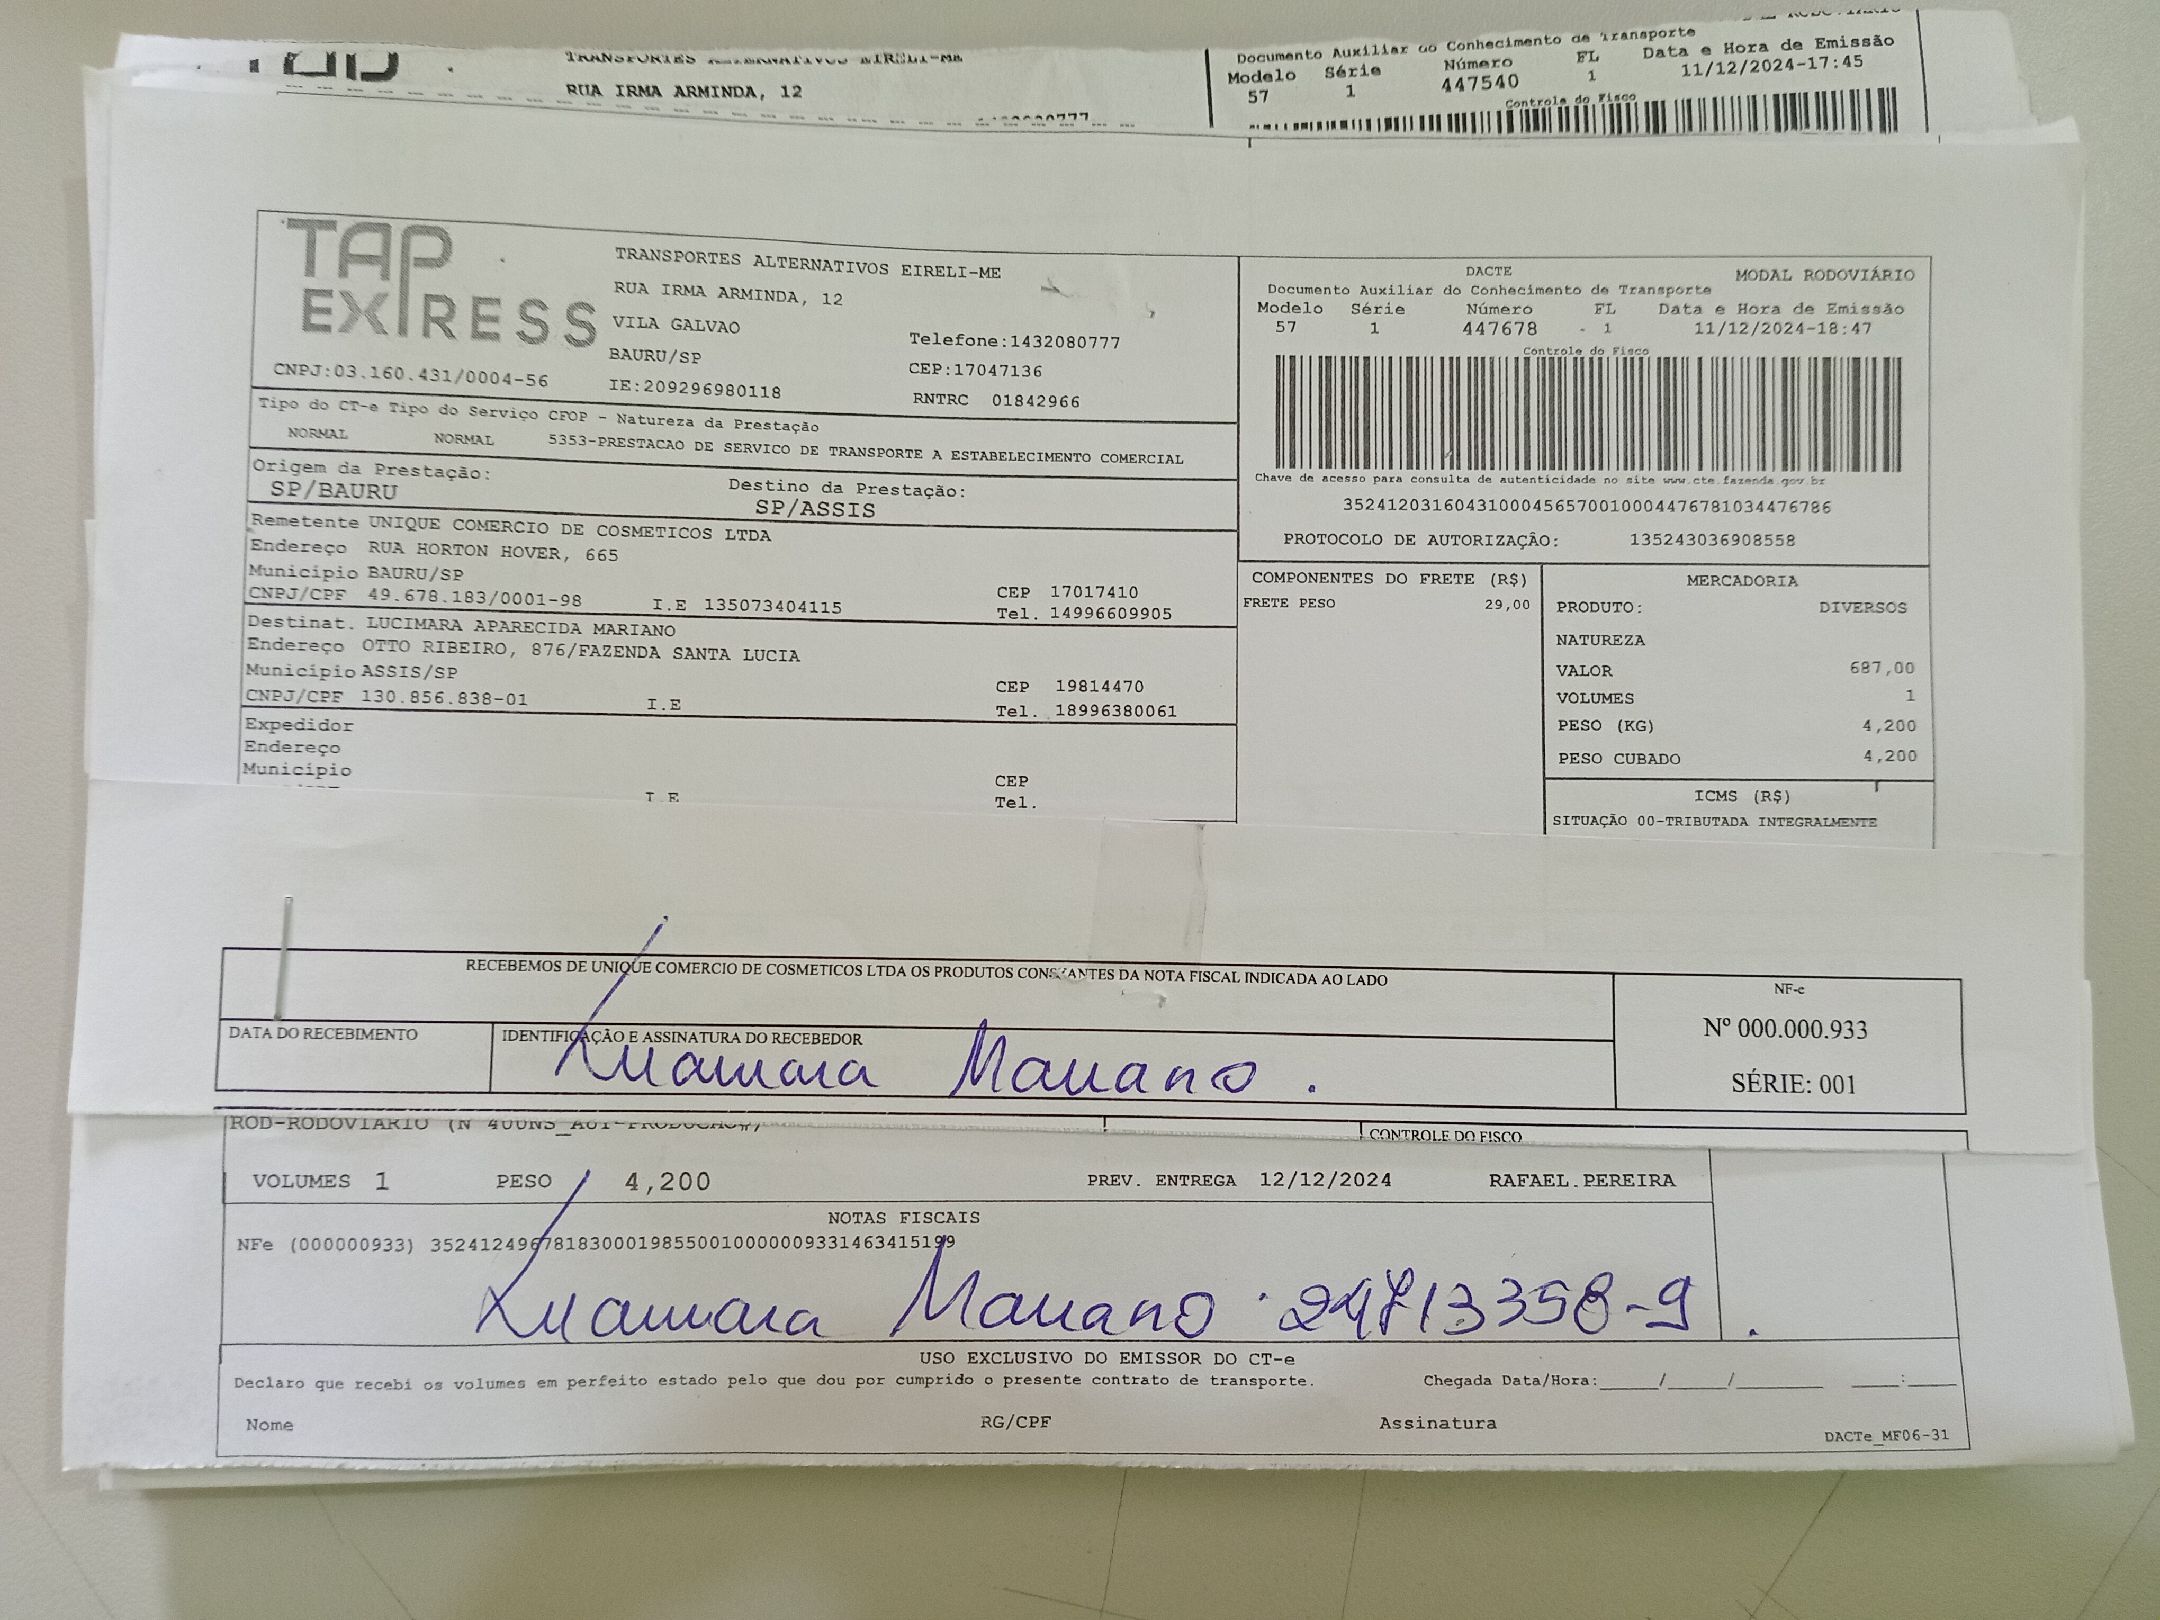 TRANSPORTES ALTERNATIVOS EIRELI-ME
RUA IRMA ARMINDA, 12
Documento Auxiliar do Conhecimento de Transporte
Modelo Série Número FL Data e Hora de Emissão
57 1 447540 1 11/12/2024-17:45
Controle do Fisco
TAP EXPRESS
TRANSPORTES ALTERNATIVOS EIRELI-ME
RUA IRMA ARMINDA, 12
VILA GALVAO
BAURU/SP
Telefone:1432080777
CEP:17047136
CNPJ:03.160.431/0004-56
IE:209296980118
RNTRC 01842966
DACTE MODAL RODOVIÁRIO
Documento Auxiliar do Conhecimento de Transporte
Modelo Série Número FL Data e Hora de Emissão
57 1 447678 1 11/12/2024-18:47
Controle do Fisco
Chave de acesso para consulta de autenticidade no site www.cte.fazenda.gov.br
35241203160431000456570010004476781034476786
PROTOCOLO DE AUTORIZAÇÃO: 135243036908558
Tipo do CT-e Tipo do Serviço CFOP - Natureza da Prestação
NORMAL NORMAL 5353-PRESTACAO DE SERVICO DE TRANSPORTE A ESTABELECIMENTO COMERCIAL
Origem da Prestação:
SP/BAURU
Destino da Prestação:
SP/ASSIS
Remetente UNIQUE COMERCIO DE COSMETICOS LTDA
Endereço RUA HORTON HOVER, 665
Município BAURU/SP CEP 17017410
CNPJ/CPF 49.678.183/0001-98 I.E 135073404115 Tel. 14996609905
Destinat. LUCIMARA APARECIDA MARIANO
Endereço OTTO RIBEIRO, 876/FAZENDA SANTA LUCIA
Município ASSIS/SP CEP 19814470
CNPJ/CPF 130.856.838-01 I.E Tel. 18996380061
Expedidor
Endereço
Município CEP
I.E Tel.
COMPONENTES DO FRETE (R$)
FRETE PESO 29,00
MERCADORIA
PRODUTO: DIVERSOS
NATUREZA
VALOR 687,00
VOLUMES 1
PESO (KG) 4,200
PESO CUBADO 4,200
ICMS (R$)
SITUAÇÃO 00-TRIBUTADA INTEGRALMENTE
RECEBEMOS DE UNIQUE COMERCIO DE COSMETICOS LTDA OS PRODUTOS CONSTANTES DA NOTA FISCAL INDICADA AO LADO
DATA DO RECEBIMENTO
IDENTIFICAÇÃO E ASSINATURA DO RECEBEDOR
Lucimara Mariano.
NF-e
Nº 000.000.933
SÉRIE: 001
CONTROLE DO FISCO
VOLUMES 1 PESO 4,200 PREV. ENTREGA 12/12/2024 RAFAEL.PEREIRA
NOTAS FISCAIS
NFe (000000933) 35241249678183000198550010000009331463415199
Lucimara Mariano 24713358-9.
USO EXCLUSIVO DO EMISSOR DO CT-e
Declaro que recebi os volumes em perfeito estado pelo que dou por cumprido o presente contrato de transporte. Chegada Data/Hora:_____/_____/________ ____:____
Nome RG/CPF Assinatura
DACTe_MF06-31